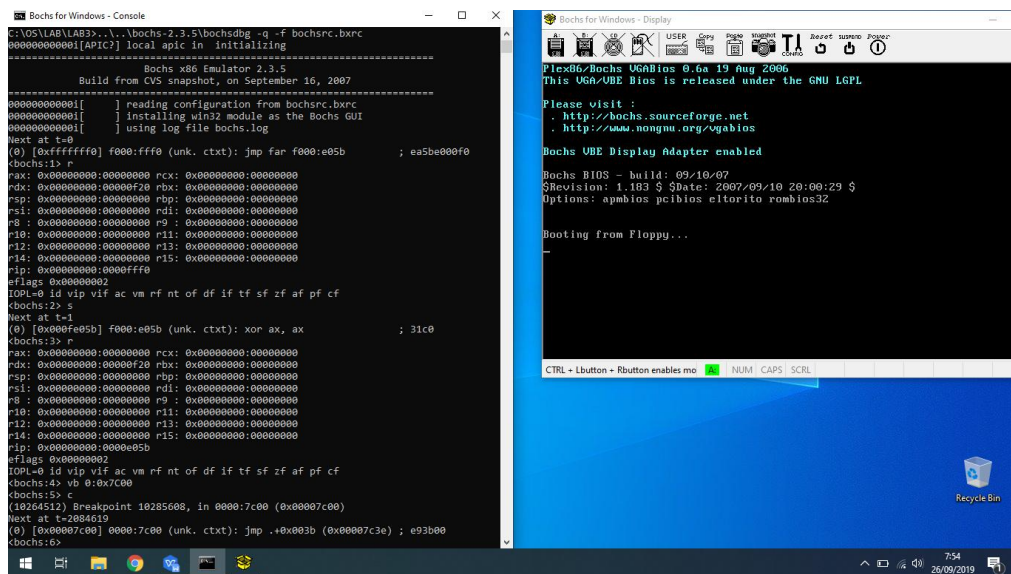 Bochs for Windows - Console
C:\OS\LAB\LAB3>..\..\bochs-2.3.5\bochsdbg -q -f bochsrc.bxrc
00000000000i[APIC?] local apic in  initializing
========================================================================
Bochs x86 Emulator 2.3.5
Build from CVS snapshot, on September 16, 2007
========================================================================
00000000000i[     ] reading configuration from bochsrc.bxrc
00000000000i[     ] installing win32 module as the Bochs GUI
00000000000i[     ] using log file bochs.log
Next at t=0
(0) [0xfffffff0] f000:fff0 (unk. ctxt): jmp far f000:e05b         ; ea5be000f0
<bochs:1> r
rax: 0x00000000:00000000 rcx: 0x00000000:00000000
rdx: 0x00000000:00000f20 rbx: 0x00000000:00000000
rsp: 0x00000000:00000000 rbp: 0x00000000:00000000
rsi: 0x00000000:00000000 rdi: 0x00000000:00000000
r8 : 0x00000000:00000000 r9 : 0x00000000:00000000
r10: 0x00000000:00000000 r11: 0x00000000:00000000
r12: 0x00000000:00000000 r13: 0x00000000:00000000
r14: 0x00000000:00000000 r15: 0x00000000:00000000
rip: 0x00000000:0000fff0
eflags 0x00000002
IOPL=0 id vip vif ac vm rf nt of df if tf sf zf af pf cf
<bochs:2> s
Next at t=1
(0) [0x000fe05b] f000:e05b (unk. ctxt): xor ax, ax                ; 31c0
<bochs:3> r
rax: 0x00000000:00000000 rcx: 0x00000000:00000000
rdx: 0x00000000:00000f20 rbx: 0x00000000:00000000
rsp: 0x00000000:00000000 rbp: 0x00000000:00000000
rsi: 0x00000000:00000000 rdi: 0x00000000:00000000
r8 : 0x00000000:00000000 r9 : 0x00000000:00000000
r10: 0x00000000:00000000 r11: 0x00000000:00000000
r12: 0x00000000:00000000 r13: 0x00000000:00000000
r14: 0x00000000:00000000 r15: 0x00000000:00000000
rip: 0x00000000:0000e05b
eflags 0x00000002
IOPL=0 id vip vif ac vm rf nt of df if tf sf zf af pf cf
<bochs:4> vb 0:0x7C00
<bochs:5> c
(10264512) Breakpoint 10285608, in 0000:7c00 (0x00007c00)
Next at t=2084619
(0) [0x00007c00] 0000:7c00 (unk. ctxt): jmp .+0x003b (0x00007c3e) ; e93b00
<bochs:6>
Bochs for Windows - Display
A: B: CD USER Copy Paste snapshot CONFIG Reset SUSPEND Power
Plex86/Bochs VGABios 0.6a 19 Aug 2006
This VGA/VBE Bios is released under the GNU LGPL
Please visit :
. http://bochs.sourceforge.net
. http://www.nongnu.org/vgabios
Bochs VBE Display Adapter enabled
Bochs BIOS - build: 09/10/07
$Revision: 1.183 $ $Date: 2007/09/10 20:00:29 $
Options: apmbios pcibios eltorito rombios32
Booting from Floppy...
CTRL + Lbutton + Rbutton enables mo A: NUM CAPS SCRL
Recycle Bin
7:54
26/09/2019